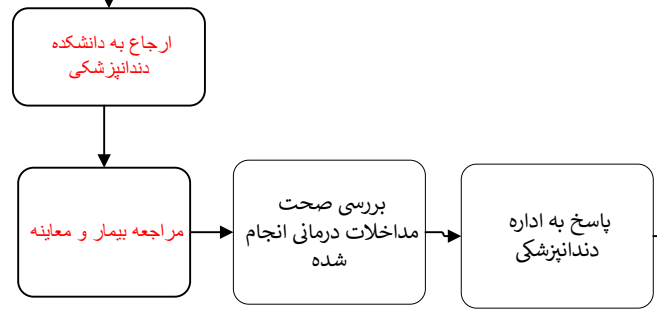 ارجاع به دانشکده
دندانپزشکی
مراجعه بیمار و معاینه
بررسی صحت
مداخلات درمانی انجام
شده
پاسخ به اداره
دندانپزشکی